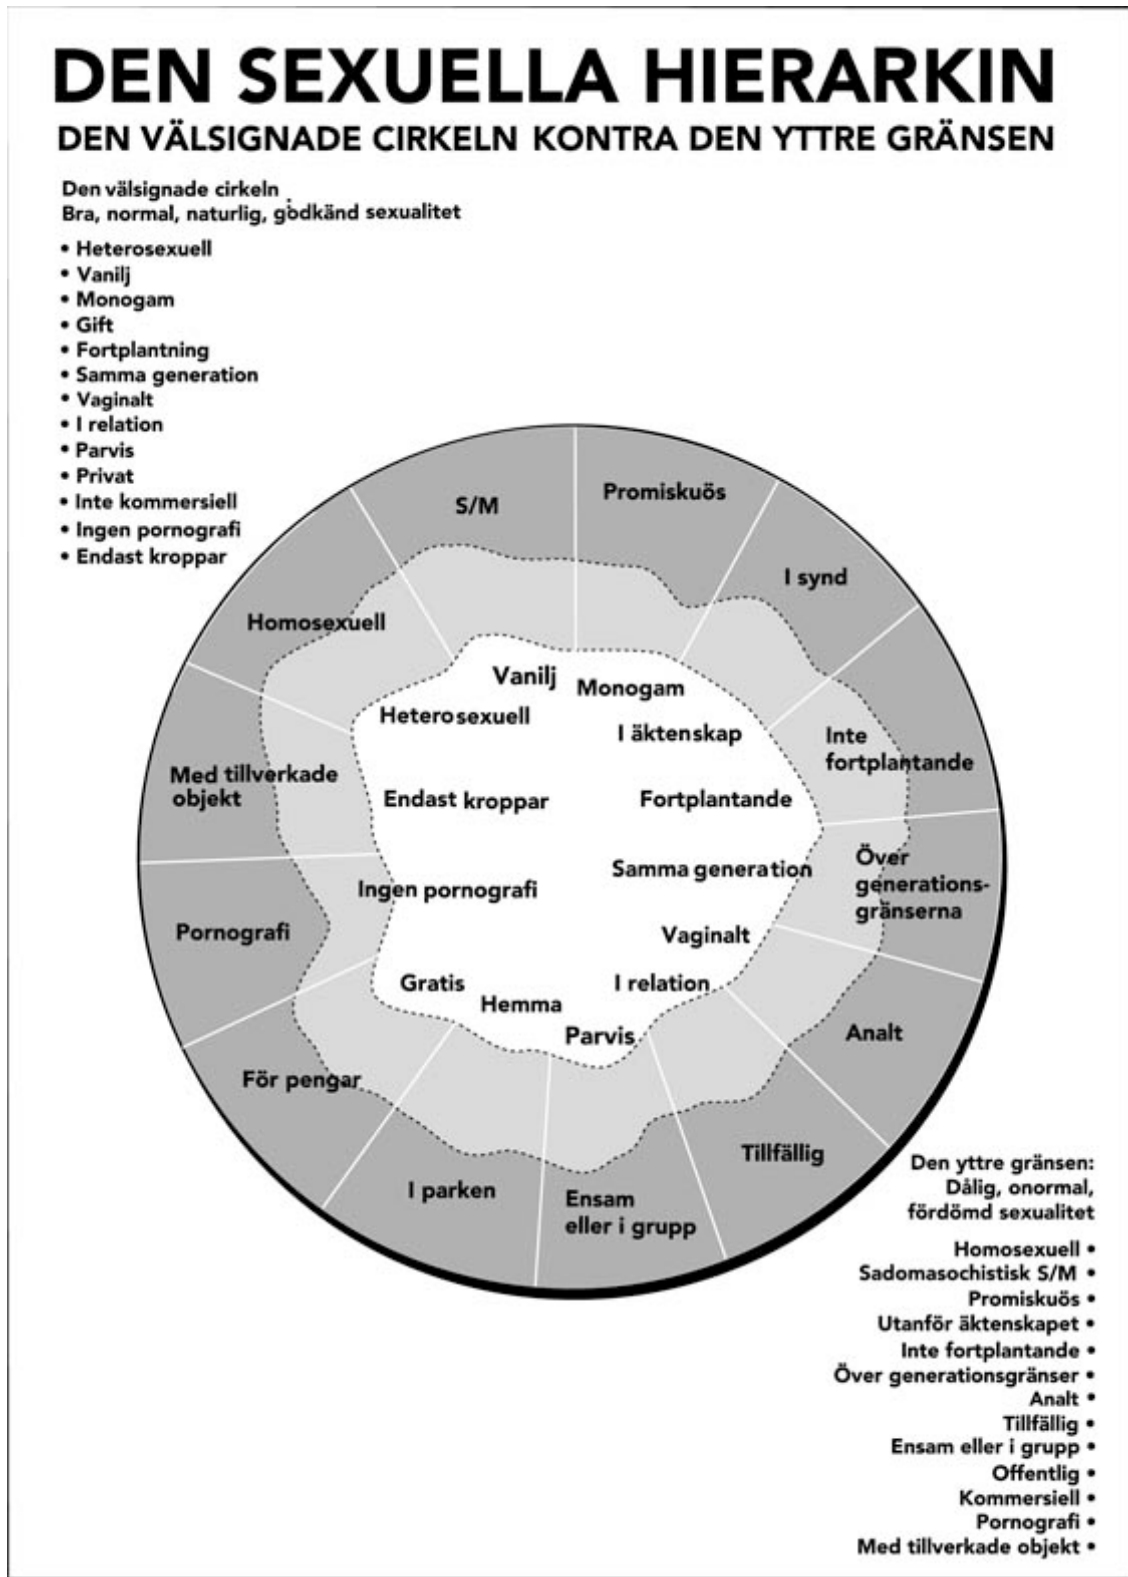 DEN SEXUELLA HIERARKIN
DEN VÄLSIGNADE CIRKELN KONTRA DEN YTTRE GRÄNSEN
Den välsignade cirkeln :
Bra, normal, naturlig, godkänd sexualitet
• Heterosexuell
• Vanilj
• Monogam
• Gift
• Fortplantning
• Samma generation
• Vaginalt
• I relation
• Parvis
• Privat
• Inte kommersiell
• Ingen pornografi
• Endast kroppar
S/M
Promiskuös
I synd
Homosexuell
Vanilj
Monogam
Heterosexuell
I äktenskap
Inte
fortplantande
Med tillverkade
objekt
Endast kroppar
Fortplantande
Samma generation
Över
generations-
gränserna
Ingen pornografi
Pornografi
Vaginalt
Gratis
I relation
Hemma
Parvis
Analt
För pengar
Tillfällig
I parken
Ensam
eller i grupp
Den yttre gränsen:
Dålig, onormal,
fördömd sexualitet
Homosexuell •
Sadomasochistisk S/M •
Promiskuös •
Utanför äktenskapet •
Inte fortplantande •
Över generationsgränser •
Analt •
Tillfällig •
Ensam eller i grupp •
Offentlig •
Kommersiell •
Pornografi •
Med tillverkade objekt •